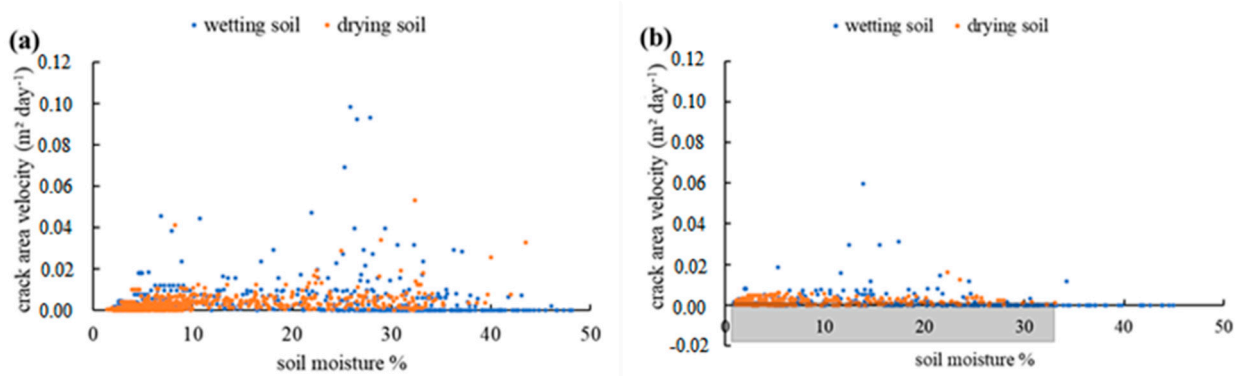 wetting soil drying soil
(a)
crack area velocity (m² day⁻¹)
0.12
0.10
0.08
0.06
0.04
0.02
0.00
0 10 20 30 40 50
soil moisture %
wetting soil drying soil
(b)
crack area velocity (m² day⁻¹)
0.12
0.10
0.08
0.06
0.04
0.02
0.00
-0.02
0 10 20 30 40 50
soil moisture %